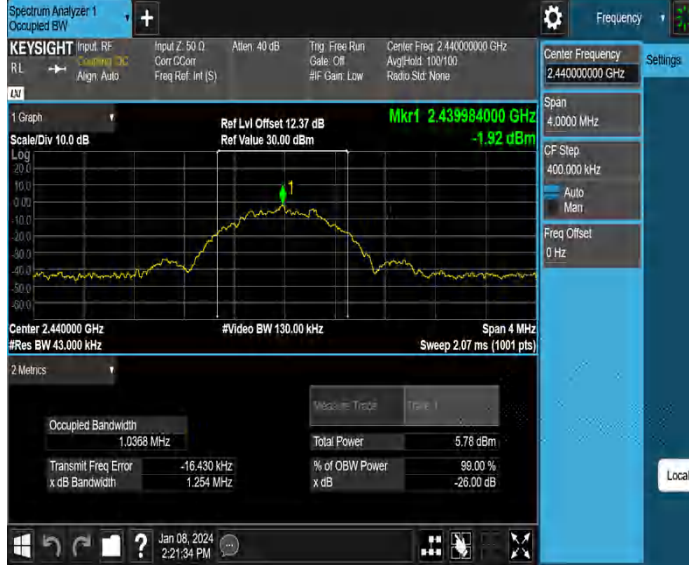 Spectrum Analyzer 1
Occupied BW
+
Frequency
KEYSIGHT Input: RF Input Z: 50 Ω Atten: 40 dB Trig: Free Run Center Freq: 2.440000000 GHz
RL Coupling: DC Corr CCorr Gate: Off Avg|Hold: 100/100
Align: Auto Freq Ref: Int (S) #IF Gain: Low Radio Std: None
LXI
Center Frequency
2.440000000 GHz
Settings
Span
4.0000 MHz
CF Step
400.000 kHz
Auto
Man
Freq Offset
0 Hz
1 Graph
Scale/Div 10.0 dB
Ref Lvl Offset 12.37 dB
Ref Value 30.00 dBm
Mkr1 2.439984000 GHz
-1.92 dBm
Log
20.0
10.0
0.00
-10.0
-20.0
-30.0
-40.0
-50.0
-60.0
1
Center 2.440000 GHz #Video BW 130.00 kHz Span 4 MHz
#Res BW 43.000 kHz Sweep 2.07 ms (1001 pts)
2 Metrics
Measure Trace Trace 1
Occupied Bandwidth
1.0368 MHz
Total Power 5.78 dBm
Transmit Freq Error -16.430 kHz % of OBW Power 99.00 %
x dB Bandwidth 1.254 MHz x dB -26.00 dB
Local
? Jan 08, 2024
2:21:34 PM